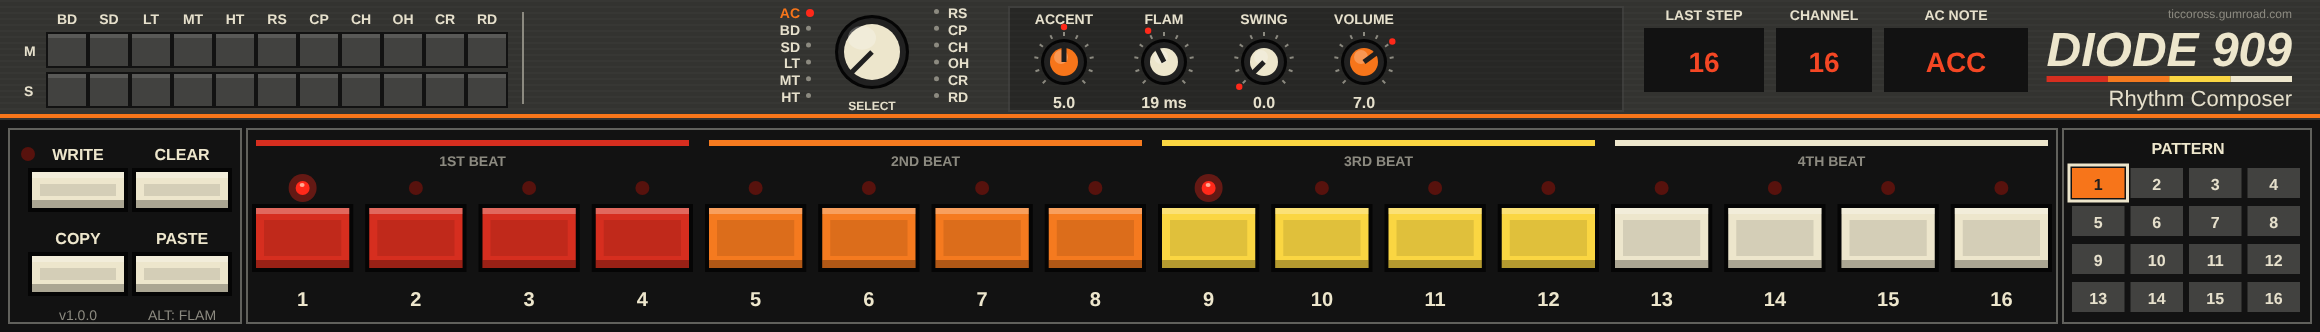 BD SD LT MT HT RS CP CH OH CR RD
M
S
AC
BD
SD
LT
MT
HT
SELECT
RS
CP
CH
OH
CR
RD
ACCENT FLAM SWING VOLUME
5.0 19 ms 0.0 7.0
LAST STEP CHANNEL AC NOTE
16 16 ACC
ticcoross.gumroad.com
DIODE 909
Rhythm Composer
WRITE CLEAR
COPY PASTE
v1.0.0 ALT: FLAM
1ST BEAT 2ND BEAT 3RD BEAT 4TH BEAT
1 2 3 4 5 6 7 8 9 10 11 12 13 14 15 16
PATTERN
1 2 3 4
5 6 7 8
9 10 11 12
13 14 15 16